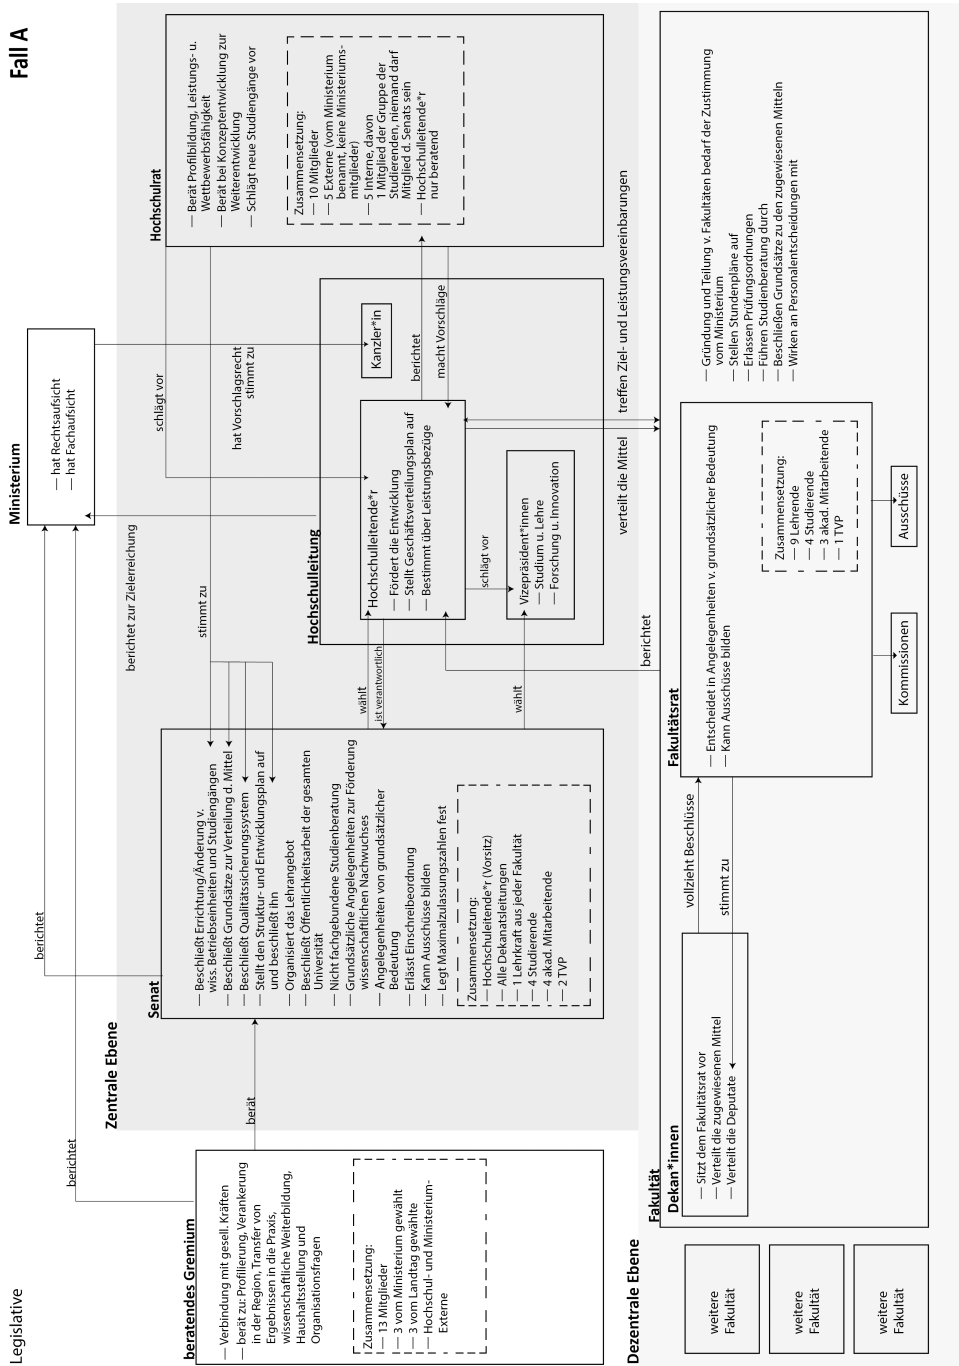 Legislative
Fall A
Ministerium
— hat Rechtsaufsicht
— hat Fachaufsicht
berichtet
berichtet
berichtet zur Zielerreichung
hat Vorschlagsrecht
stimmt zu
schlägt vor
stimmt zu
beratendes Gremium
— Verbindung mit gesell. Kräften
— berät zu: Profilierung, Verankerung
in der Region, Transfer von
Ergebnissen in die Praxis,
wissenschaftliche Weiterbildung,
Haushaltsstellung und
Organisationsfragen
Zusammensetzung:
— 13 Mitglieder
— 3 vom Ministerium gewählt
— 3 vom Landtag gewählte
— Hochschul- und Ministerium-
Externe
berät
Zentrale Ebene
Senat
— Beschließt Errichtung/Änderung v.
wiss. Betriebseinheiten und Studiengängen
— Beschließt Grundsätze zur Verteilung d. Mittel
— Beschließt Qualitätssicherungssystem
— Stellt den Struktur- und Entwicklungsplan auf
und beschließt ihn
— Organisiert das Lehrangebot
— Beschließt Öffentlichkeitsarbeit der gesamten
Universität
— Nicht fachgebundene Studienberatung
— Grundsätzliche Angelegenheiten zur Förderung
wissenschaftlichen Nachwuchses
— Angelegenheiten von grundsätzlicher
Bedeutung
— Erlässt Einschreibeordnung
— Kann Ausschüsse bilden
— Legt Maximalzulassungszahlen fest
Zusammensetzung:
— Hochschuleitende*r (Vorsitz)
— Alle Dekanatsleitungen
— 1 Lehrkraft aus jeder Fakultät
— 4 Studierende
— 4 akad. Mitarbeitende
— 2 TVP
wählt
ist verantwortlich
wählt
Hochschulleitung
Hochschulleitende*r
— Fördert die Entwicklung
— Stellt Geschäftsverteilungsplan auf
— Bestimmt über Leistungsbezüge
Kanzler*in
schlägt vor
Vizepräsident*innen
— Studium u. Lehre
— Forschung u. Innovation
berichtet
macht Vorschläge
Hochschulrat
— Berät Profilbildung, Leistungs- u.
Wettbewerbsfähigkeit
— Berät bei Konzeptentwicklung zur
Weiterentwicklung
— Schlägt neue Studiengänge vor
Zusammensetzung:
— 10 Mitglieder
— 5 Externe (vom Ministerium
benannt, keine Ministeriums-
mitglieder)
— 5 Interne, davon
1 Mitglied der Gruppe der
Studierenden, niemand darf
Mitglied d. Senats sein
— Hochschulleitende*r
nur beratend
berichtet
verteilt die Mittel
treffen Ziel- und Leistungsvereinbarungen
Dezentrale Ebene
weitere
Fakultät
weitere
Fakultät
weitere
Fakultät
Fakultät
Dekan*innen
— Sitzt dem Fakultätsrat vor
— Verteilt die zugewiesenen Mittel
— Verteilt die Deputate
vollzieht Beschlüsse
stimmt zu
Fakultätsrat
— Entscheidet in Angelegenheiten v. grundsätzlicher Bedeutung
— Kann Ausschüsse bilden
Zusammensetzung:
— 9 Lehrende
— 4 Studierende
— 3 akad. Mitarbeitende
— 1 TVP
Kommissionen
Ausschüsse
— Gründung und Teilung v. Fakultäten bedarf der Zustimmung
vom Ministerium
— Stellen Stundenpläne auf
— Erlassen Prüfungsordnungen
— Führen Studienberatung durch
— Beschließen Grundsätze zu den zugewiesenen Mitteln
— Wirken an Personalentscheidungen mit